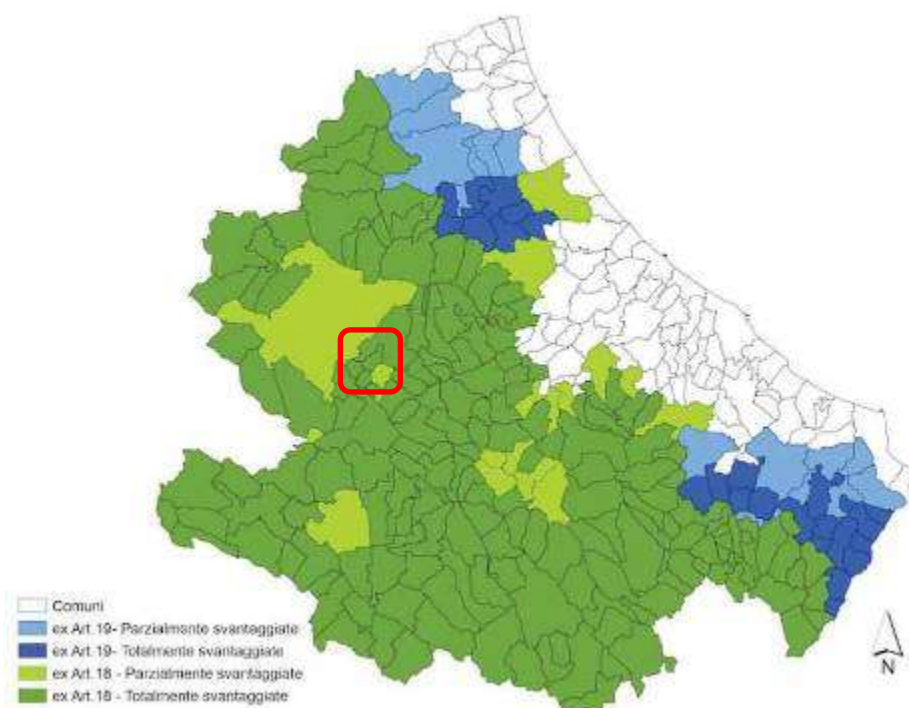 Comuni
ex Art.19- Parzialmente svantaggiate
ex Art.19- Totalmente svantaggiate
ex Art.18 - Parzialmente svantaggiate
ex Art.18 - Totalmente svantaggiate
N